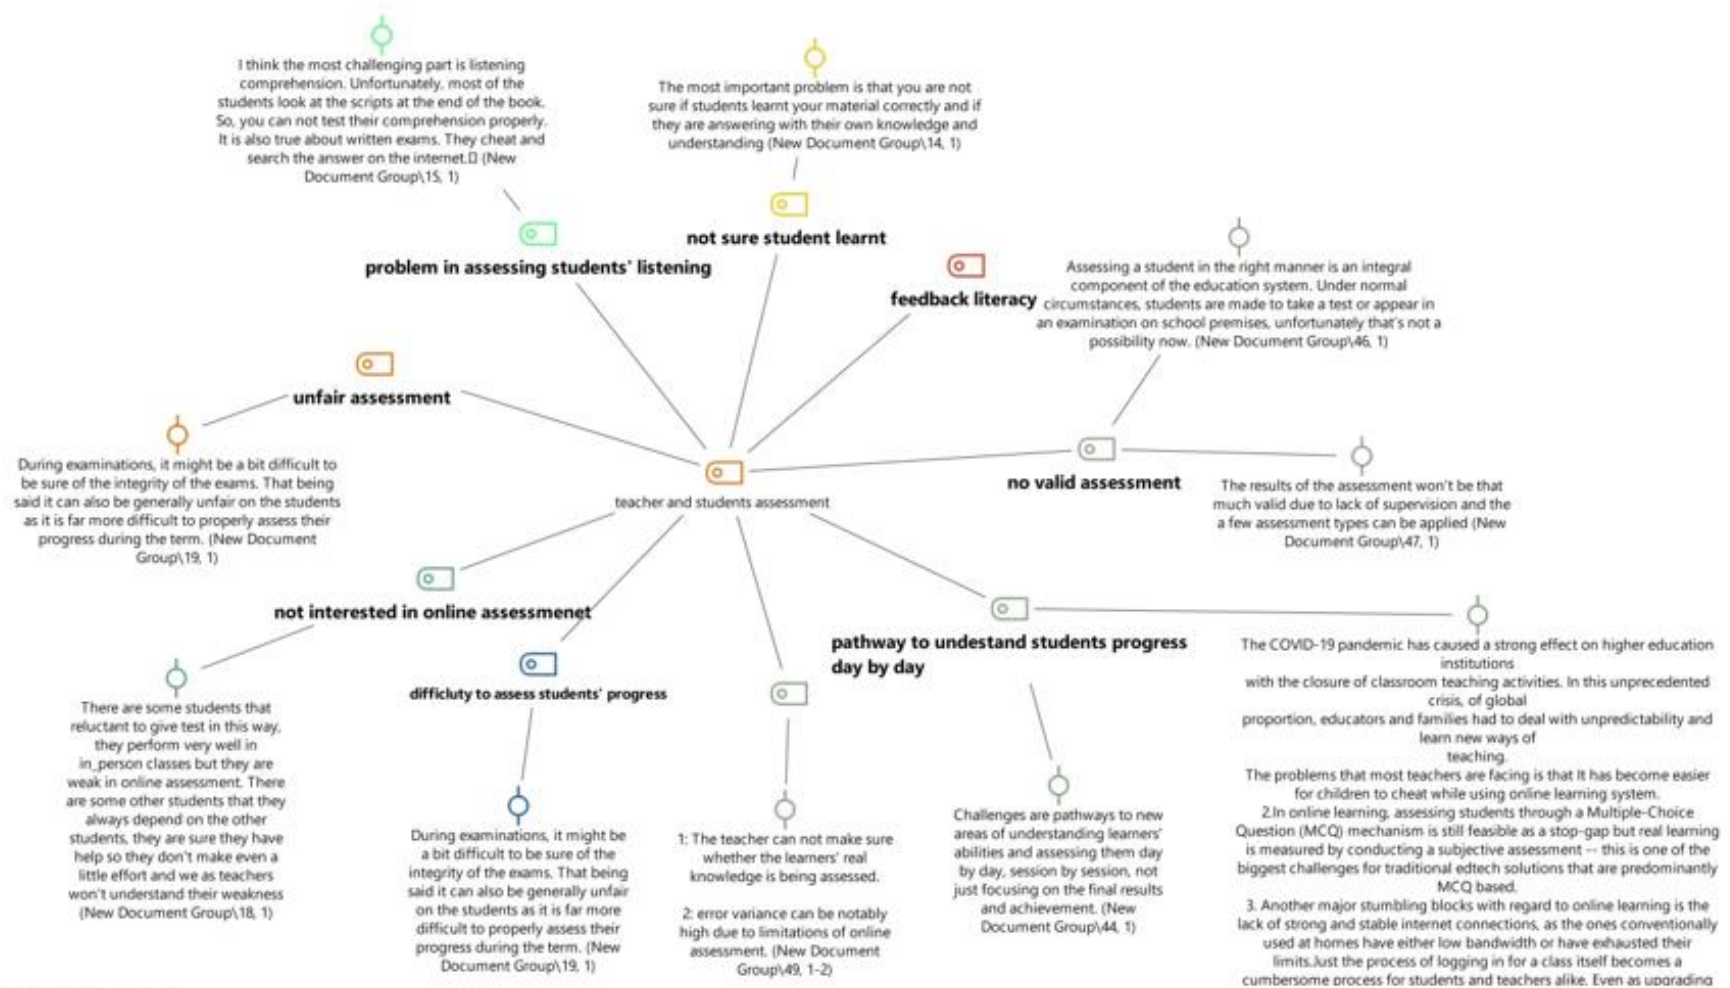 I think the most challenging part is listening
comprehension. Unfortunately, most of the
students look at the scripts at the end of the book.
So, you can not test their comprehension properly.
It is also true about written exams. They cheat and
search the answer on the internet.▯ (New
Document Group\15, 1)
The most important problem is that you are not
sure if students learnt your material correctly and if
they are answering with their own knowledge and
understanding (New Document Group\14, 1)
problem in assessing students' listening
not sure student learnt
feedback literacy
Assessing a student in the right manner is an integral
component of the education system. Under normal
circumstances, students are made to take a test or appear in
an examination on school premises, unfortunately that's not a
possibility now. (New Document Group\46, 1)
unfair assessment
During examinations, it might be a bit difficult to
be sure of the integrity of the exams. That being
said it can also be generally unfair on the students
as it is far more difficult to properly assess their
progress during the term. (New Document
Group\19, 1)
teacher and students assessment
no valid assessment
The results of the assessment won't be that
much valid due to lack of supervision and the
a few assessment types can be applied (New
Document Group\47, 1)
not interested in online assessmenet
There are some students that
reluctant to give test in this way,
they perform very well in
in_person classes but they are
weak in online assessment. There
are some other students that they
always depend on the other
students, they are sure they have
help so they don't make even a
little effort and we as teachers
won't understand their weakness
(New Document Group\18, 1)
difficluty to assess students' progress
During examinations, it might be
a bit difficult to be sure of the
integrity of the exams. That being
said it can also be generally unfair
on the students as it is far more
difficult to properly assess their
progress during the term. (New
Document Group\19, 1)
1: The teacher can not make sure
whether the learners' real
knowledge is being assessed.
2: error variance can be notably
high due to limitations of online
assessment. (New Document
Group\49, 1-2)
pathway to undestand students progress
day by day
Challenges are pathways to new
areas of understanding learners'
abilities and assessing them day
by day, session by session, not
just focusing on the final results
and achievement. (New
Document Group\44, 1)
The COVID-19 pandemic has caused a strong effect on higher education
institutions
with the closure of classroom teaching activities. In this unprecedented
crisis, of global
proportion, educators and families had to deal with unpredictability and
learn new ways of
teaching.
The problems that most teachers are facing is that It has become easier
for children to cheat while using online learning system.
2.In online learning, assessing students through a Multiple-Choice
Question (MCQ) mechanism is still feasible as a stop-gap but real learning
is measured by conducting a subjective assessment -- this is one of the
biggest challenges for traditional edtech solutions that are predominantly
MCQ based.
3. Another major stumbling blocks with regard to online learning is the
lack of strong and stable internet connections, as the ones conventionally
used at homes have either low bandwidth or have exhausted their
limits.Just the process of logging in for a class itself becomes a
cumbersome process for students and teachers alike. Even as upgrading